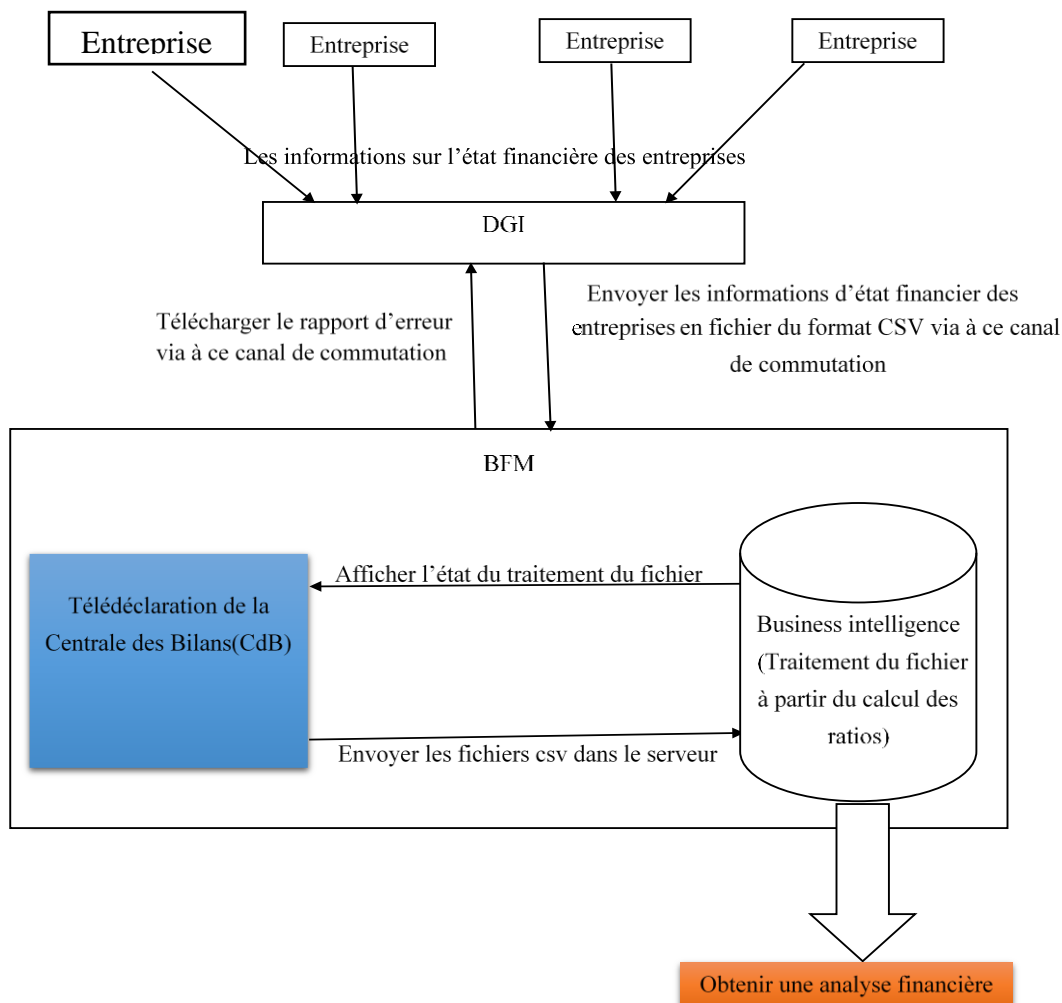 Entreprise
Entreprise
Entreprise
Entreprise
Les informations sur l’état financière des entreprises
DGI
Télécharger le rapport d’erreur
via à ce canal de commutation
Envoyer les informations d’état financier des
entreprises en fichier du format CSV via à ce canal
de commutation
BFM
Télédéclaration de la
Centrale des Bilans(CdB)
Afficher l’état du traitement du fichier
Envoyer les fichiers csv dans le serveur
Business intelligence
(Traitement du fichier
à partir du calcul des
ratios)
Obtenir une analyse financière